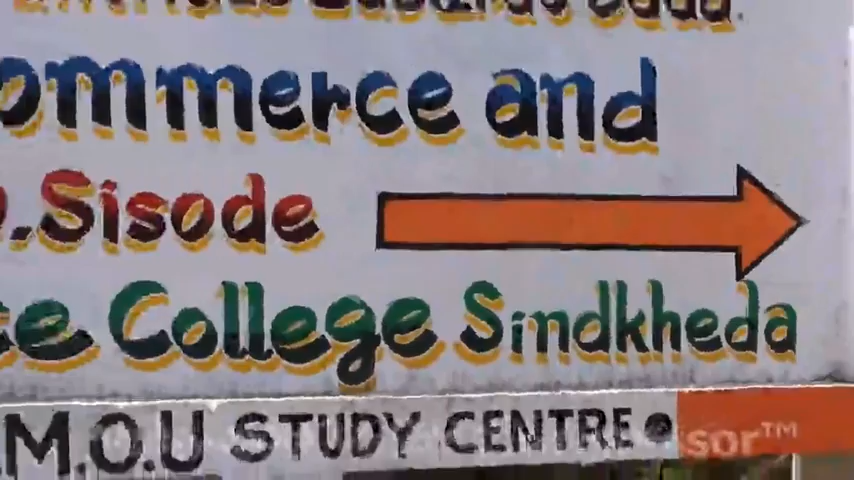 ommerce and
.Sisode
College Sindkheda
.M.O.U STUDY CENTRE
sor™